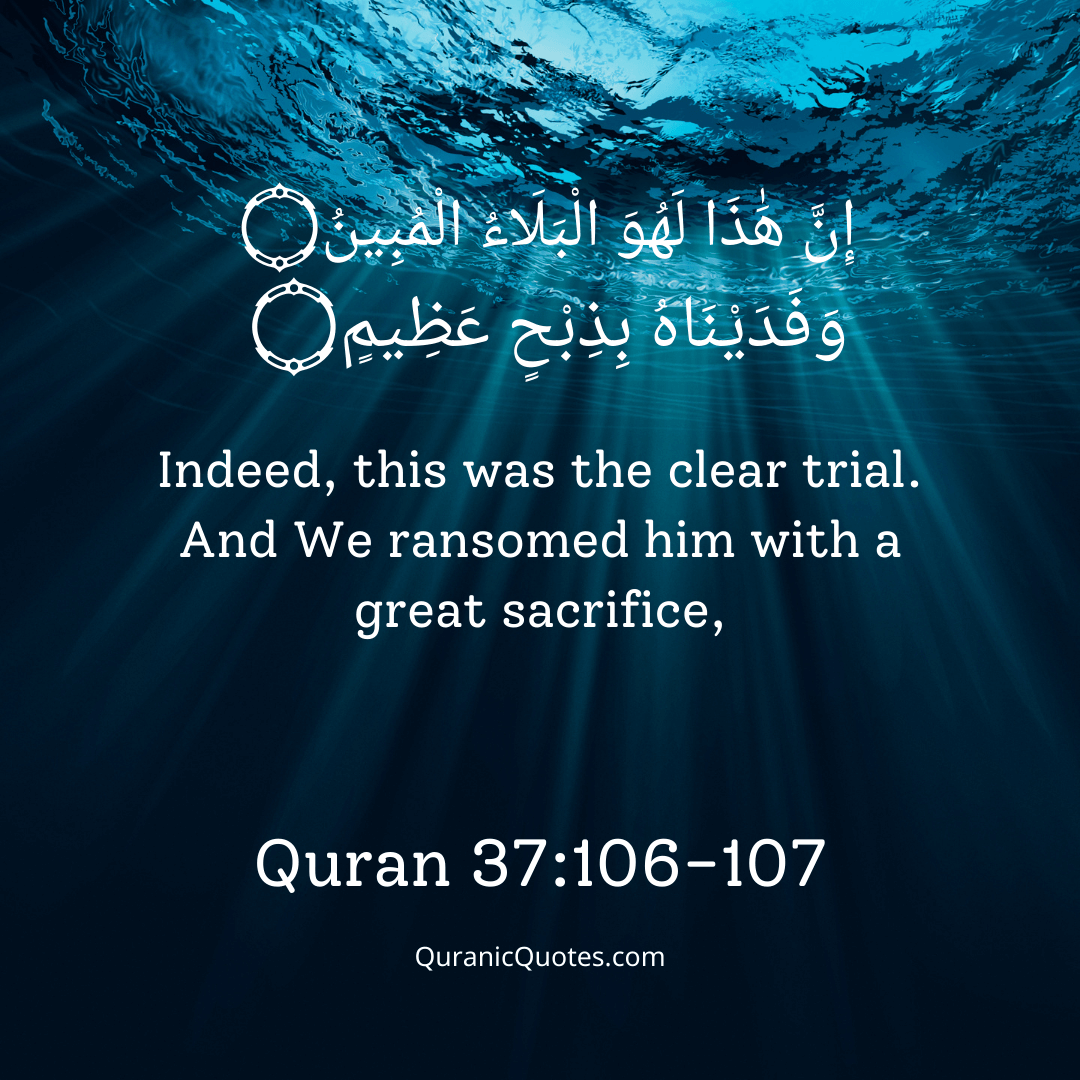 إِنَّ هَٰذَا لَهُوَ الْبَلَاءُ الْمُبِينُ
وَفَدَيْنَاهُ بِذِبْحٍ عَظِيمٍ
Indeed, this was the clear trial.
And We ransomed him with a
great sacrifice,
Quran 37:106-107
QuranicQuotes.com